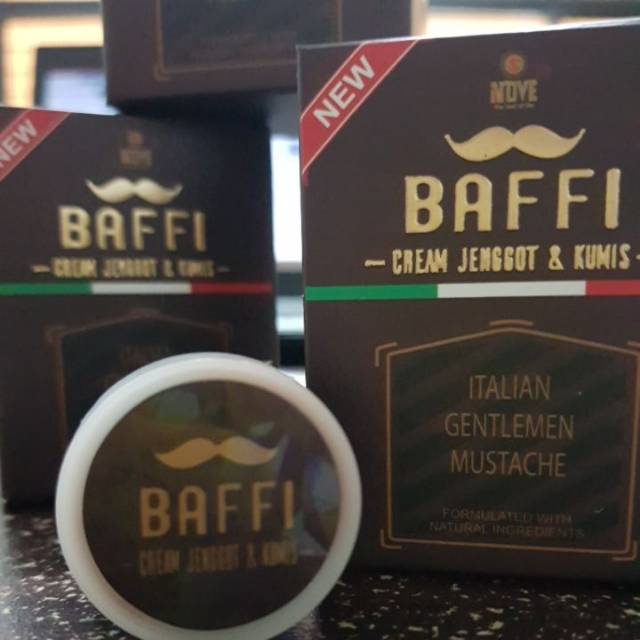 NEW
NOVE
BAFFI
CREAM JENGGOT & KUMIS
NEW
NOVE
BAFFI
— CREAM JENGGOT & KUMIS —
ITALIAN
GENTLEMEN
MUSTACHE
FORMULATED WITH
NATURAL INGREDIENTS
BAFFI
CREAM JENGGOT & KUMIS